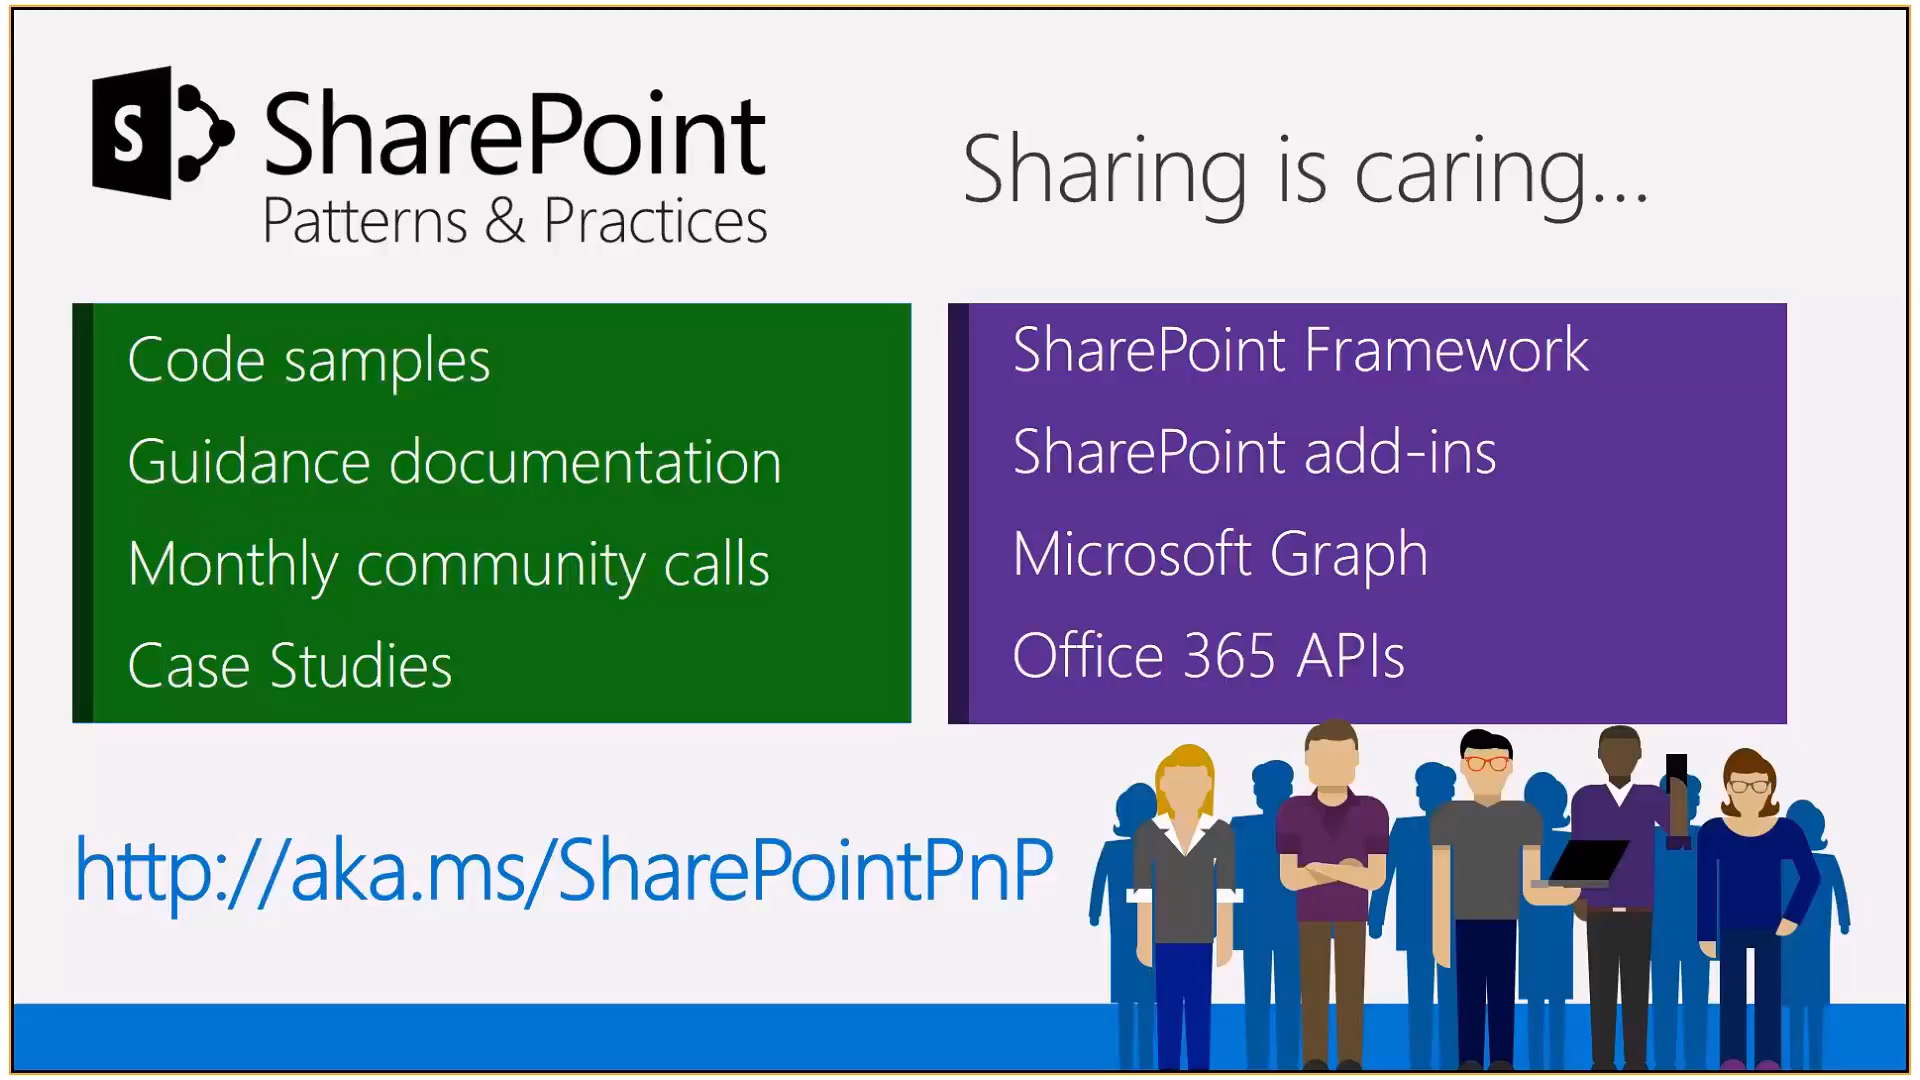 S
SharePoint
Patterns & Practices
Sharing is caring...
Code samples
Guidance documentation
Monthly community calls
Case Studies
SharePoint Framework
SharePoint add-ins
Microsoft Graph
Office 365 APIs
http://aka.ms/SharePointPnP